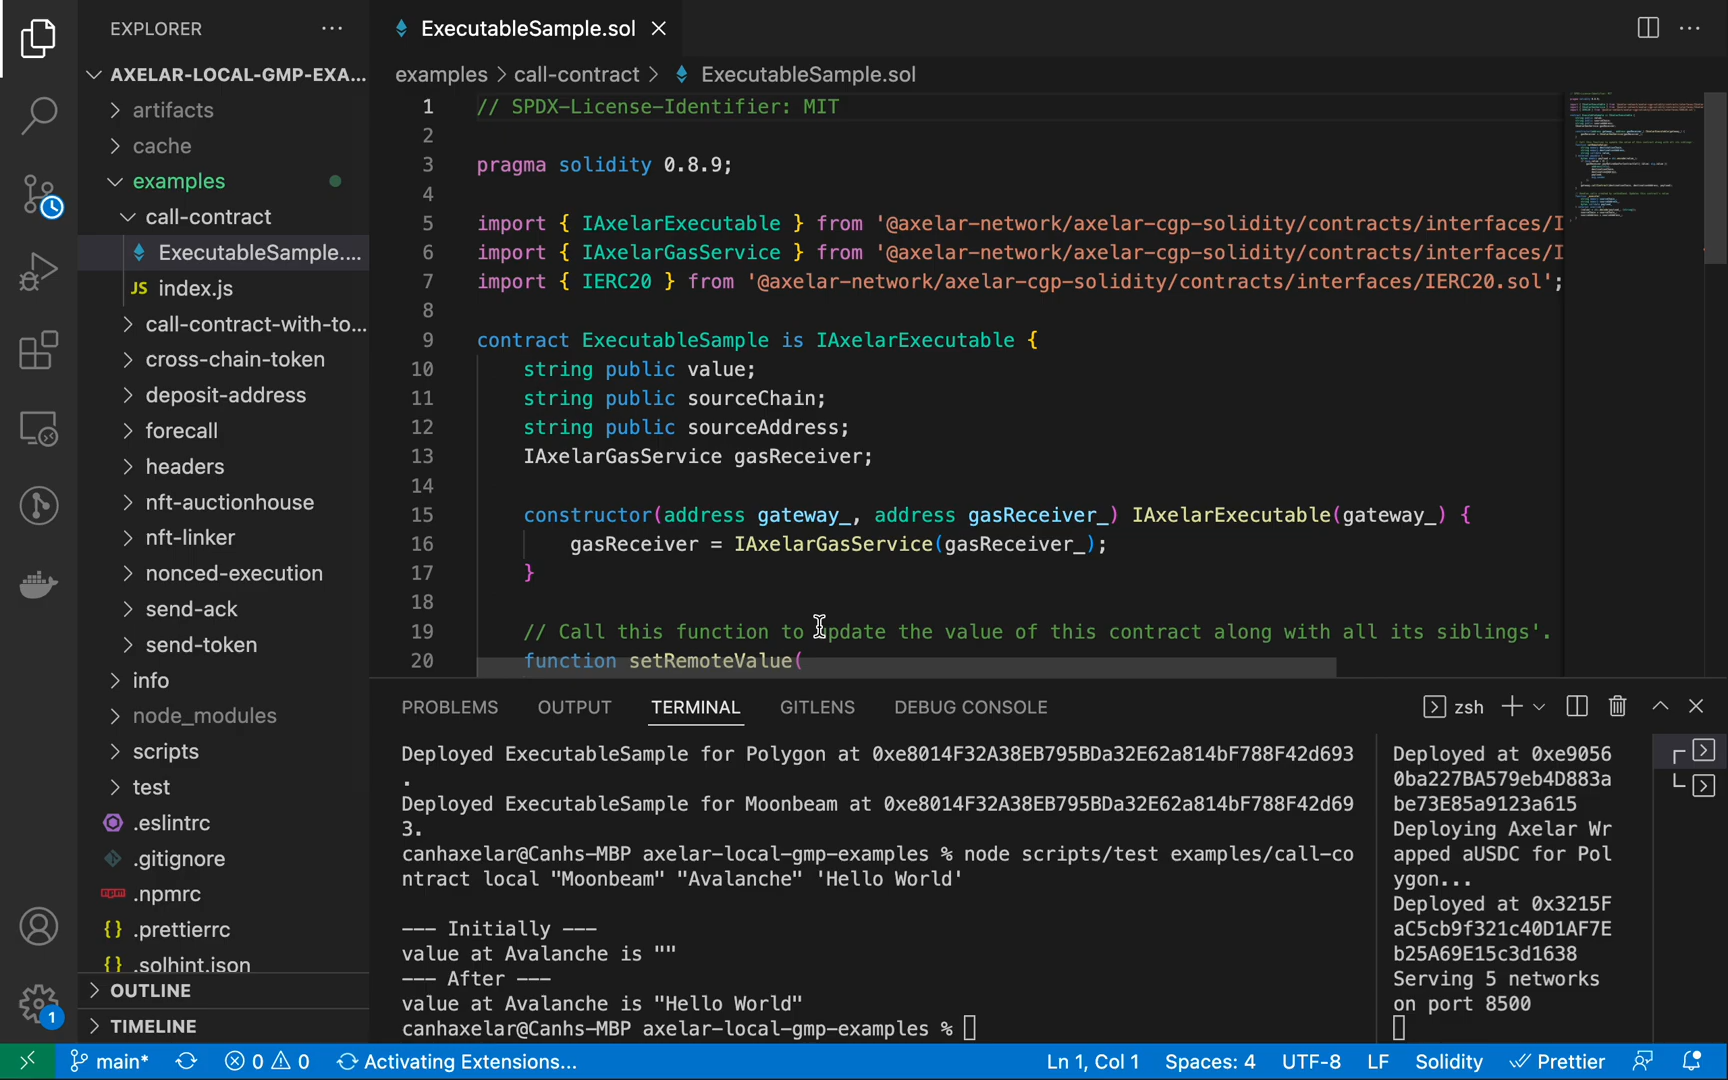 EXPLORER
AXELAR-LOCAL-GMP-EXA...
artifacts
cache
examples
call-contract
ExecutableSample....
JS index.js
call-contract-with-to...
cross-chain-token
deposit-address
forecall
headers
nft-auctionhouse
nft-linker
nonced-execution
send-ack
send-token
info
node_modules
scripts
test
.eslintrc
.gitignore
npm .npmrc
{} .prettierrc
{} .solhint.json
OUTLINE
TIMELINE
1
ExecutableSample.sol
examples > call-contract > ExecutableSample.sol
1 // SPDX-License-Identifier: MIT
2
3 pragma solidity 0.8.9;
4
5 import { IAxelarExecutable } from '@axelar-network/axelar-cgp-solidity/contracts/interfaces/I
6 import { IAxelarGasService } from '@axelar-network/axelar-cgp-solidity/contracts/interfaces/I
7 import { IERC20 } from '@axelar-network/axelar-cgp-solidity/contracts/interfaces/IERC20.sol';
8
9 contract ExecutableSample is IAxelarExecutable {
10 string public value;
11 string public sourceChain;
12 string public sourceAddress;
13 IAxelarGasService gasReceiver;
14
15 constructor(address gateway_, address gasReceiver_) IAxelarExecutable(gateway_) {
16 gasReceiver = IAxelarGasService(gasReceiver_);
17 }
18
19 // Call this function to update the value of this contract along with all its siblings'.
20 function setRemoteValue(
PROBLEMS OUTPUT TERMINAL GITLENS DEBUG CONSOLE
zsh
Deployed ExecutableSample for Polygon at 0xe8014F32A38EB795BDa32E62a814bF788F42d693
.
Deployed ExecutableSample for Moonbeam at 0xe8014F32A38EB795BDa32E62a814bF788F42d69
3.
canhaxelar@Canhs-MBP axelar-local-gmp-examples % node scripts/test examples/call-co
ntract local "Moonbeam" "Avalanche" 'Hello World'
--- Initially ---
value at Avalanche is ""
--- After ---
value at Avalanche is "Hello World"
canhaxelar@Canhs-MBP axelar-local-gmp-examples %
Deployed at 0xe9056
0ba227BA579eb4D883a
be73E85a9123a615
Deploying Axelar Wr
apped aUSDC for Pol
ygon...
Deployed at 0x3215F
aC5cb9f321c40D1AF7E
b25A69E15c3d1638
Serving 5 networks
on port 8500
main* 0 0 Activating Extensions...
Ln 1, Col 1 Spaces: 4 UTF-8 LF Solidity Prettier